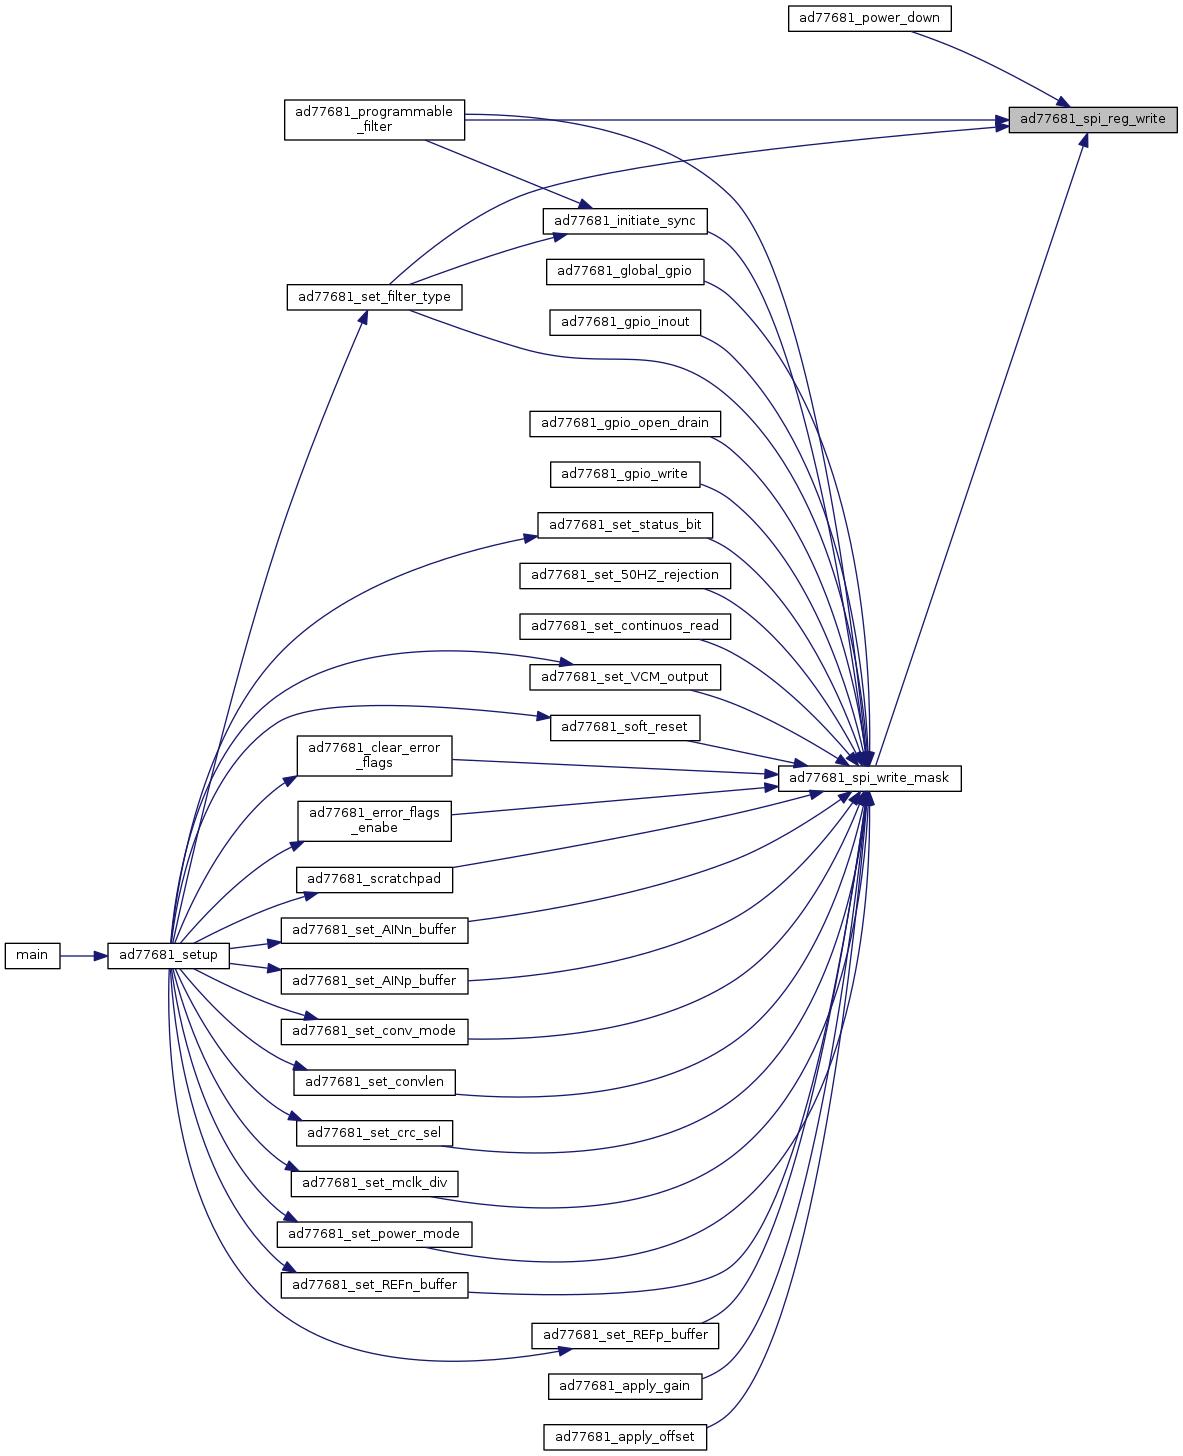 ad77681_power_down
ad77681_programmable
_filter
ad77681_spi_reg_write
ad77681_initiate_sync
ad77681_global_gpio
ad77681_set_filter_type
ad77681_gpio_inout
ad77681_gpio_open_drain
ad77681_gpio_write
ad77681_set_status_bit
ad77681_set_50HZ_rejection
ad77681_set_continuos_read
ad77681_set_VCM_output
ad77681_soft_reset
ad77681_clear_error
_flags
ad77681_spi_write_mask
ad77681_error_flags
_enabe
ad77681_scratchpad
ad77681_set_AINn_buffer
main
ad77681_setup
ad77681_set_AINp_buffer
ad77681_set_conv_mode
ad77681_set_convlen
ad77681_set_crc_sel
ad77681_set_mclk_div
ad77681_set_power_mode
ad77681_set_REFn_buffer
ad77681_set_REFp_buffer
ad77681_apply_gain
ad77681_apply_offset